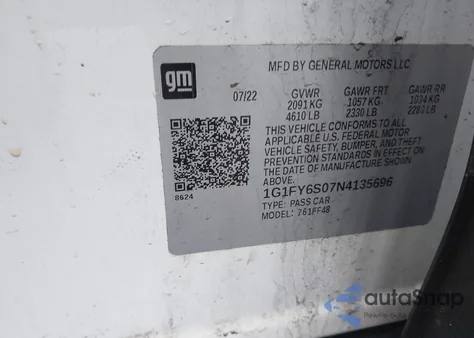 gm
MFD BY GENERAL MOTORS LLC
07/22 GVWR GAWR FRT GAWR RR
2091 KG 1057 KG 1034 KG
4610 LB 2330 LB 2280 LB
THIS VEHICLE CONFORMS TO ALL
APPLICABLE U.S. FEDERAL MOTOR
VEHICLE SAFETY, BUMPER, AND THEFT
PREVENTION STANDARDS IN EFFECT ON
THE DATE OF MANUFACTURE SHOWN
ABOVE.
8624
1G1FY6S07N4135696
TYPE: PASS CAR
MODEL: 761FF48
autoSnap